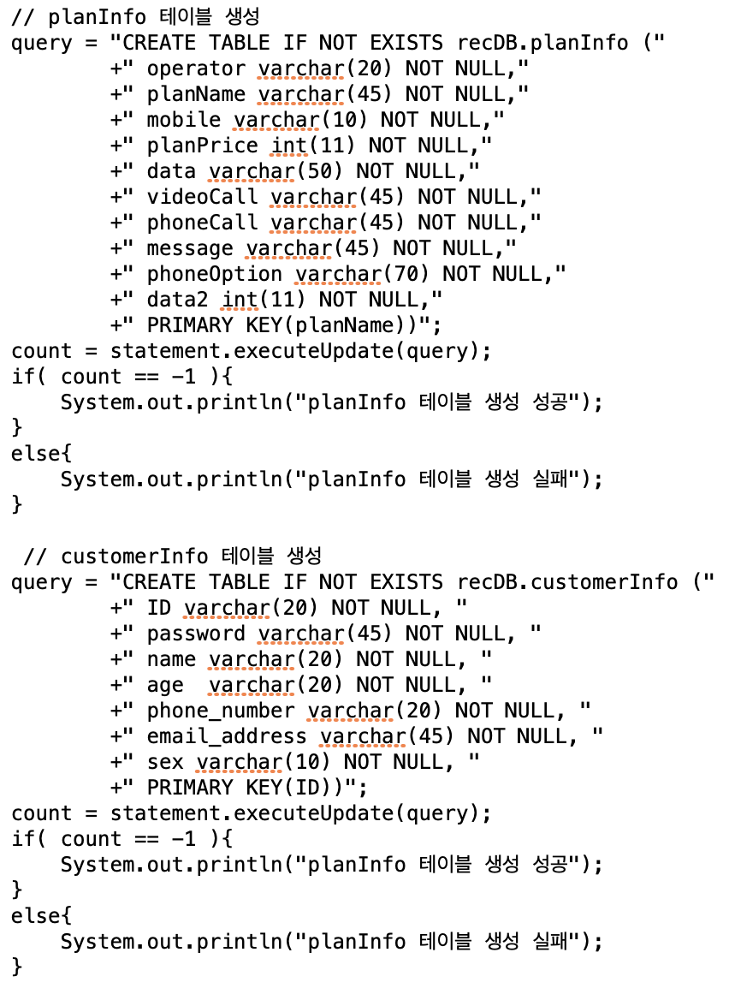 // planInfo 테이블 생성
query = "CREATE TABLE IF NOT EXISTS recDB.planInfo ("
+" operator varchar(20) NOT NULL,"
+" planName varchar(45) NOT NULL,"
+" mobile varchar(10) NOT NULL,"
+" planPrice int(11) NOT NULL,"
+" data varchar(50) NOT NULL,"
+" videoCall varchar(45) NOT NULL,"
+" phoneCall varchar(45) NOT NULL,"
+" message varchar(45) NOT NULL,"
+" phoneOption varchar(70) NOT NULL,"
+" data2 int(11) NOT NULL,"
+" PRIMARY KEY(planName))";
count = statement.executeUpdate(query);
if( count == -1 ){
System.out.println("planInfo 테이블 생성 성공");
}
else{
System.out.println("planInfo 테이블 생성 실패");
}
// customerInfo 테이블 생성
query = "CREATE TABLE IF NOT EXISTS recDB.customerInfo ("
+" ID varchar(20) NOT NULL, "
+" password varchar(45) NOT NULL, "
+" name varchar(20) NOT NULL, "
+" age  varchar(20) NOT NULL, "
+" phone_number varchar(20) NOT NULL, "
+" email_address varchar(45) NOT NULL, "
+" sex varchar(10) NOT NULL, "
+" PRIMARY KEY(ID))";
count = statement.executeUpdate(query);
if( count == -1 ){
System.out.println("planInfo 테이블 생성 성공");
}
else{
System.out.println("planInfo 테이블 생성 실패");
}